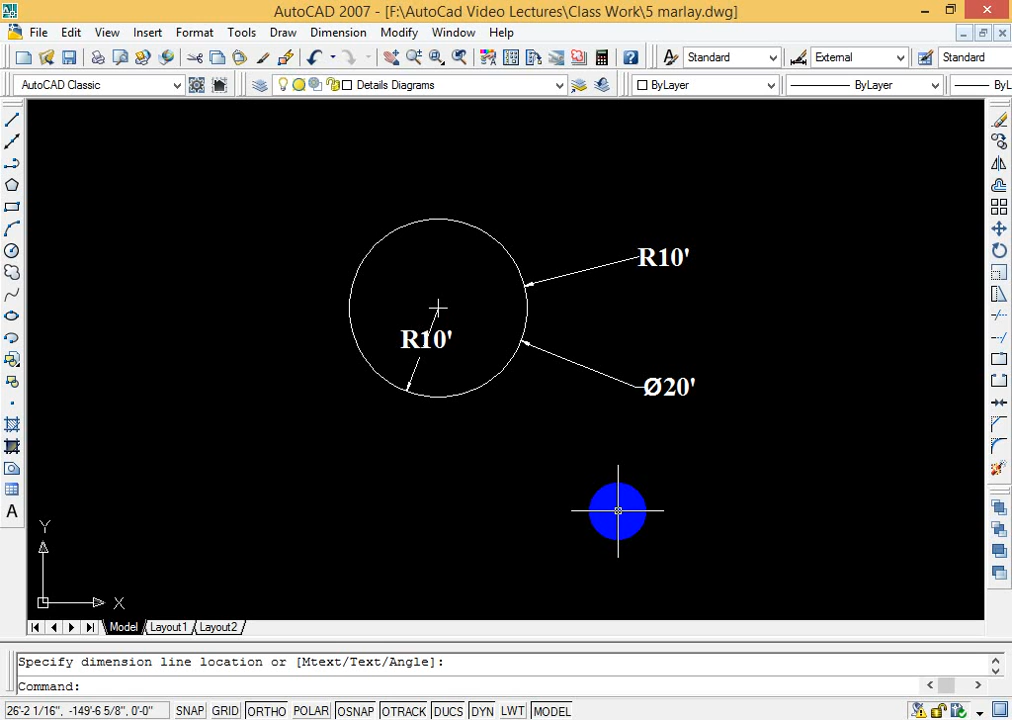 AutoCAD 2007 - [F:\AutoCad Video Lectures\Class Work\5 marlay.dwg]
File Edit View Insert Format Tools Draw Dimension Modify Window Help
Standard External Standard
AutoCAD Classic Details Diagrams ByLayer ByLayer ByL
R10'
R10'
Ø20'
A
Y
X
Model Layout1 Layout2
Specify dimension line location or [Mtext/Text/Angle]:
Command:
26'-2 1/16", -149'-6 5/8", 0'-0" SNAP GRID ORTHO POLAR OSNAP OTRACK DUCS DYN LWT MODEL